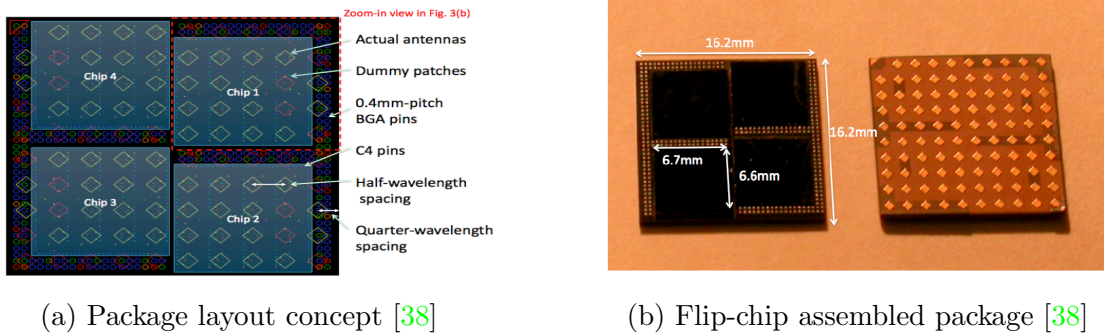 Zoom-in view in Fig. 3(b)
Actual antennas
Dummy patches
0.4mm-pitch
BGA pins
C4 pins
Half-wavelength
spacing
Quarter-wavelength
spacing
Chip 4
Chip 1
Chip 3
Chip 2
16.2mm
16.2mm
6.7mm
6.6mm
(a) Package layout concept [38]
(b) Flip-chip assembled package [38]